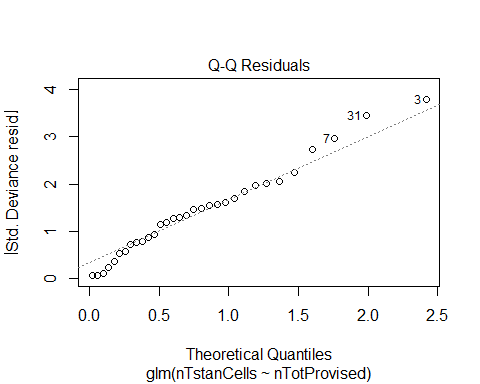 Q-Q Residuals
|Std. Deviance resid.|
4
3
2
1
0
3
31
7
0.0 0.5 1.0 1.5 2.0 2.5
Theoretical Quantiles
glm(nTstanCells ~ nTotProvised)